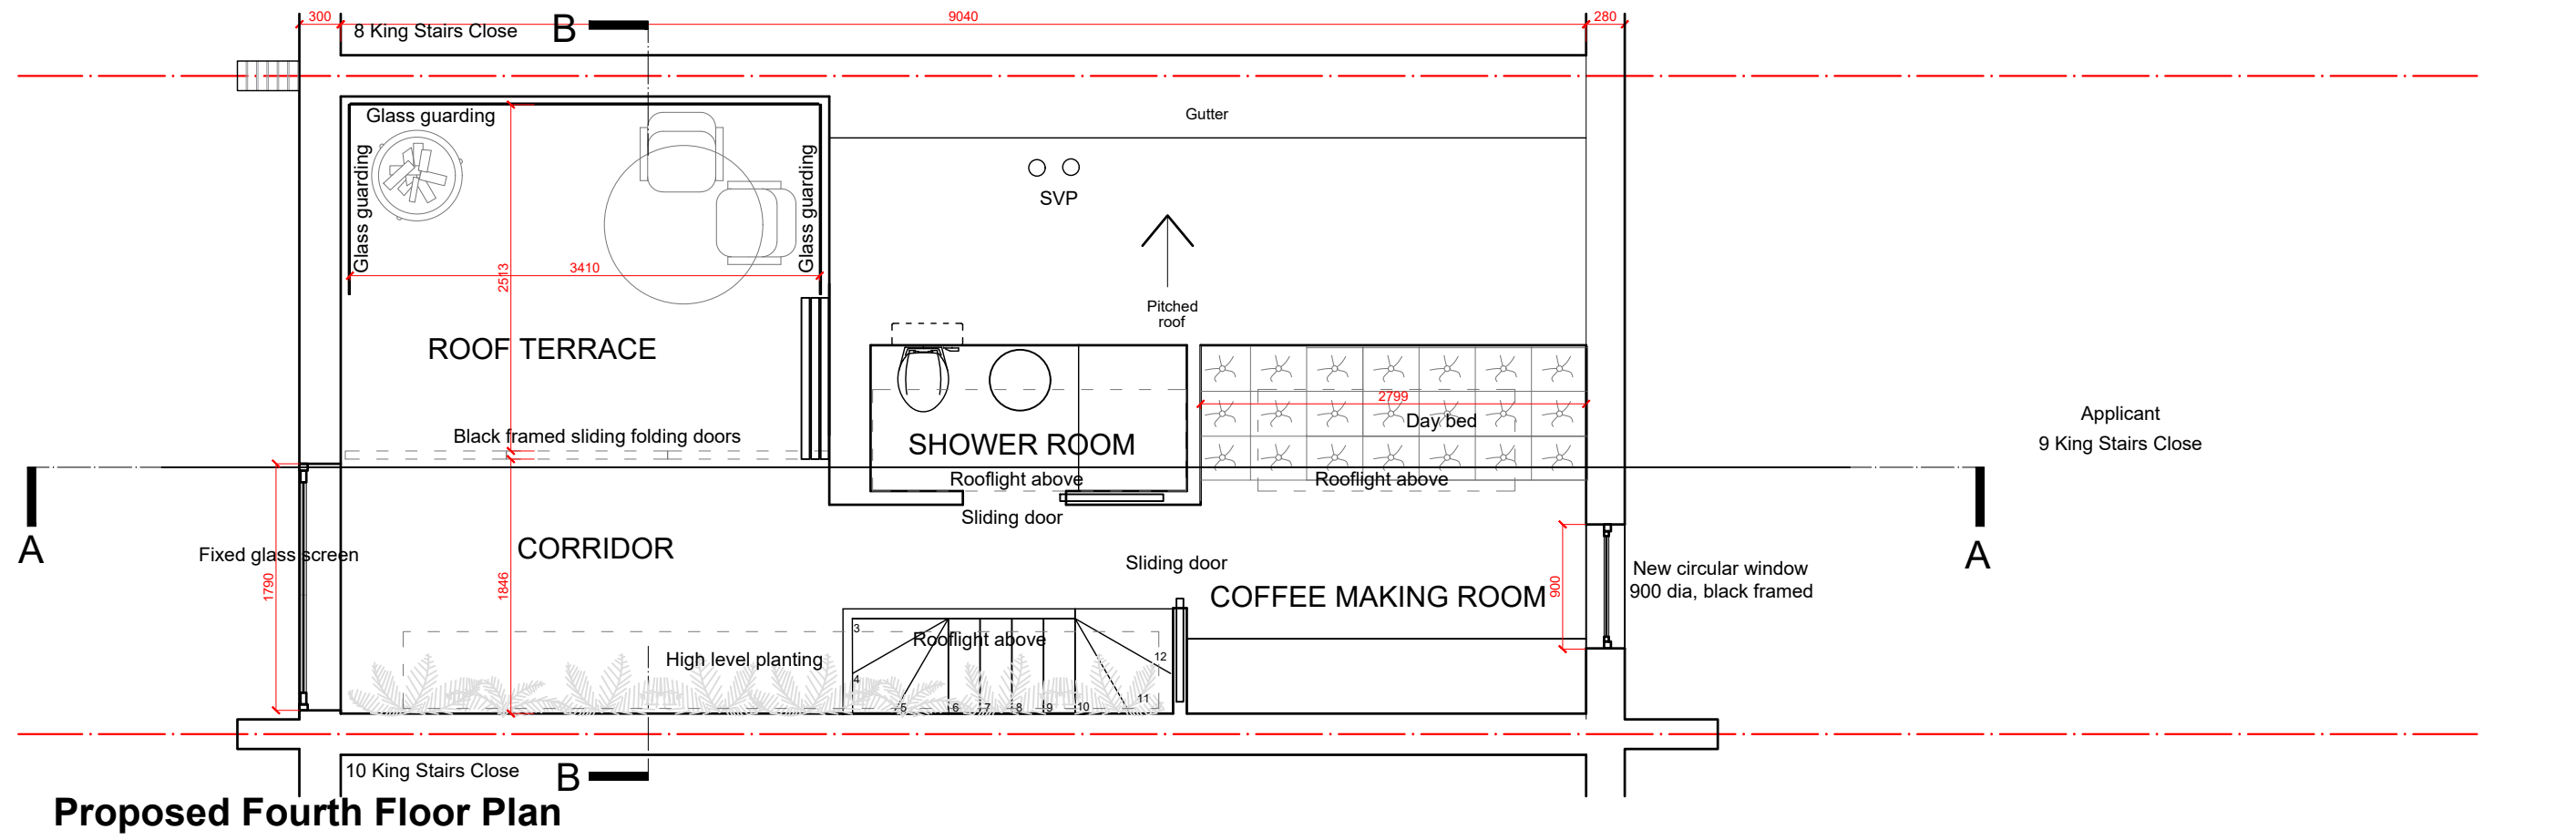 300
8 King Stairs Close
B
9040
280
Glass guarding
Glass guarding
Glass guarding
Gutter
SVP
2513
3410
Pitched
roof
ROOF TERRACE
Black framed sliding folding doors
SHOWER ROOM
Rooflight above
2799
Day bed
Rooflight above
Applicant
9 King Stairs Close
Sliding door
A
Fixed glass screen
CORRIDOR
Sliding door
A
1790
1846
COFFEE MAKING ROOM
900
New circular window
900 dia, black framed
3
Rooflight above
High level planting
12
4
11
5
6
7
8
9
10
10 King Stairs Close
B
Proposed Fourth Floor Plan